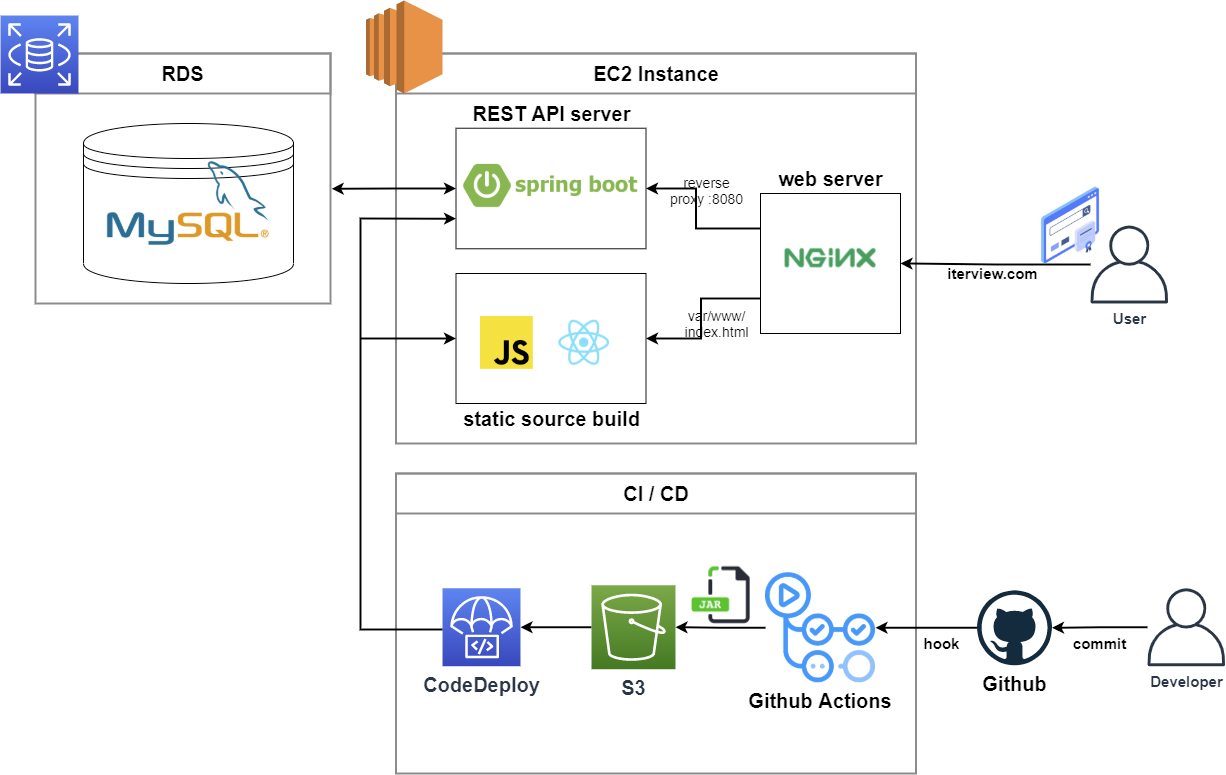 RDS
EC2 Instance
REST API server
spring boot
reverse
proxy :8080
web server
MySQL®
NGINX
iterview.com
User
var/www/
index.html
JS
static source build
CI / CD
JAR
</>
hook
commit
CodeDeploy
S3
Github Actions
Github
Developer